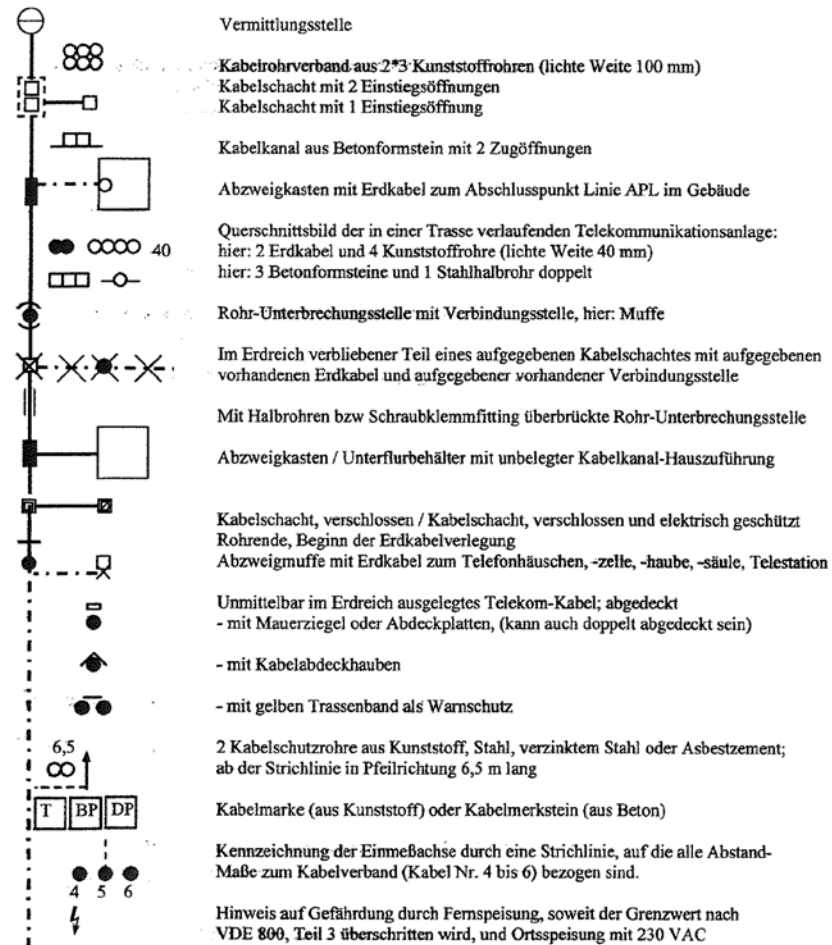 Vermittlungsstelle
Kabelrohrverband aus 2*3 Kunststoffrohren (lichte Weite 100 mm)
Kabelschacht mit 2 Einstiegsöffnungen
Kabelschacht mit 1 Einstiegsöffnung
Kabelkanal aus Betonformstein mit 2 Zugöffnungen
Abzweigkasten mit Erdkabel zum Abschlusspunkt Linie APL im Gebäude
Querschnittsbild der in einer Trasse verlaufenden Telekommunikationsanlage:
40 hier: 2 Erdkabel und 4 Kunststoffrohre (lichte Weite 40 mm)
hier: 3 Betonformsteine und 1 Stahlhalbrohr doppelt
Rohr-Unterbrechungsstelle mit Verbindungsstelle, hier: Muffe
Im Erdreich verbliebener Teil eines aufgegebenen Kabelschachtes mit aufgegebenen
vorhandenen Erdkabel und aufgegebener vorhandener Verbindungsstelle
Mit Halbrohren bzw Schraubklemmfitting überbrückte Rohr-Unterbrechungsstelle
Abzweigkasten / Unterflurbehälter mit unbelegter Kabelkanal-Hauszuführung
Kabelschacht, verschlossen / Kabelschacht, verschlossen und elektrisch geschützt
Rohrende, Beginn der Erdkabelverlegung
Abzweigmuffe mit Erdkabel zum Telefonhäuschen, -zelle, -haube, -säule, Telestation
Unmittelbar im Erdreich ausgelegtes Telekom-Kabel; abgedeckt
- mit Mauerziegel oder Abdeckplatten, (kann auch doppelt abgedeckt sein)
- mit Kabelabdeckhauben
- mit gelben Trassenband als Warnschutz
6,5 2 Kabelschutzrohre aus Kunststoff, Stahl, verzinktem Stahl oder Asbestzement;
ab der Strichlinie in Pfeilrichtung 6,5 m lang
T BP DP Kabelmarke (aus Kunststoff) oder Kabelmerkstein (aus Beton)
Kennzeichnung der Einmeßachse durch eine Strichlinie, auf die alle Abstand-
Maße zum Kabelverband (Kabel Nr. 4 bis 6) bezogen sind.
4 5 6
Hinweis auf Gefährdung durch Fernspeisung, soweit der Grenzwert nach
VDE 800, Teil 3 überschritten wird, und Ortsspeisung mit 230 VAC